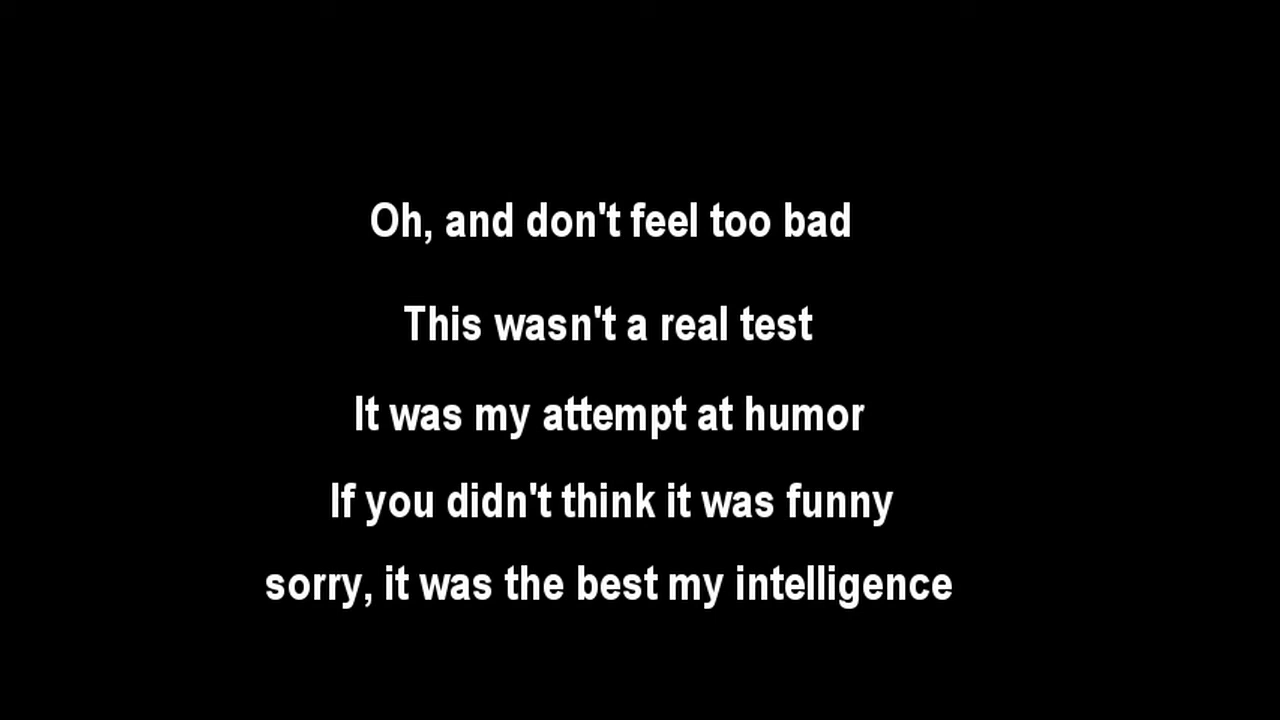 Oh, and don't feel too bad
This wasn't a real test
It was my attempt at humor
If you didn't think it was funny
sorry, it was the best my intelligence